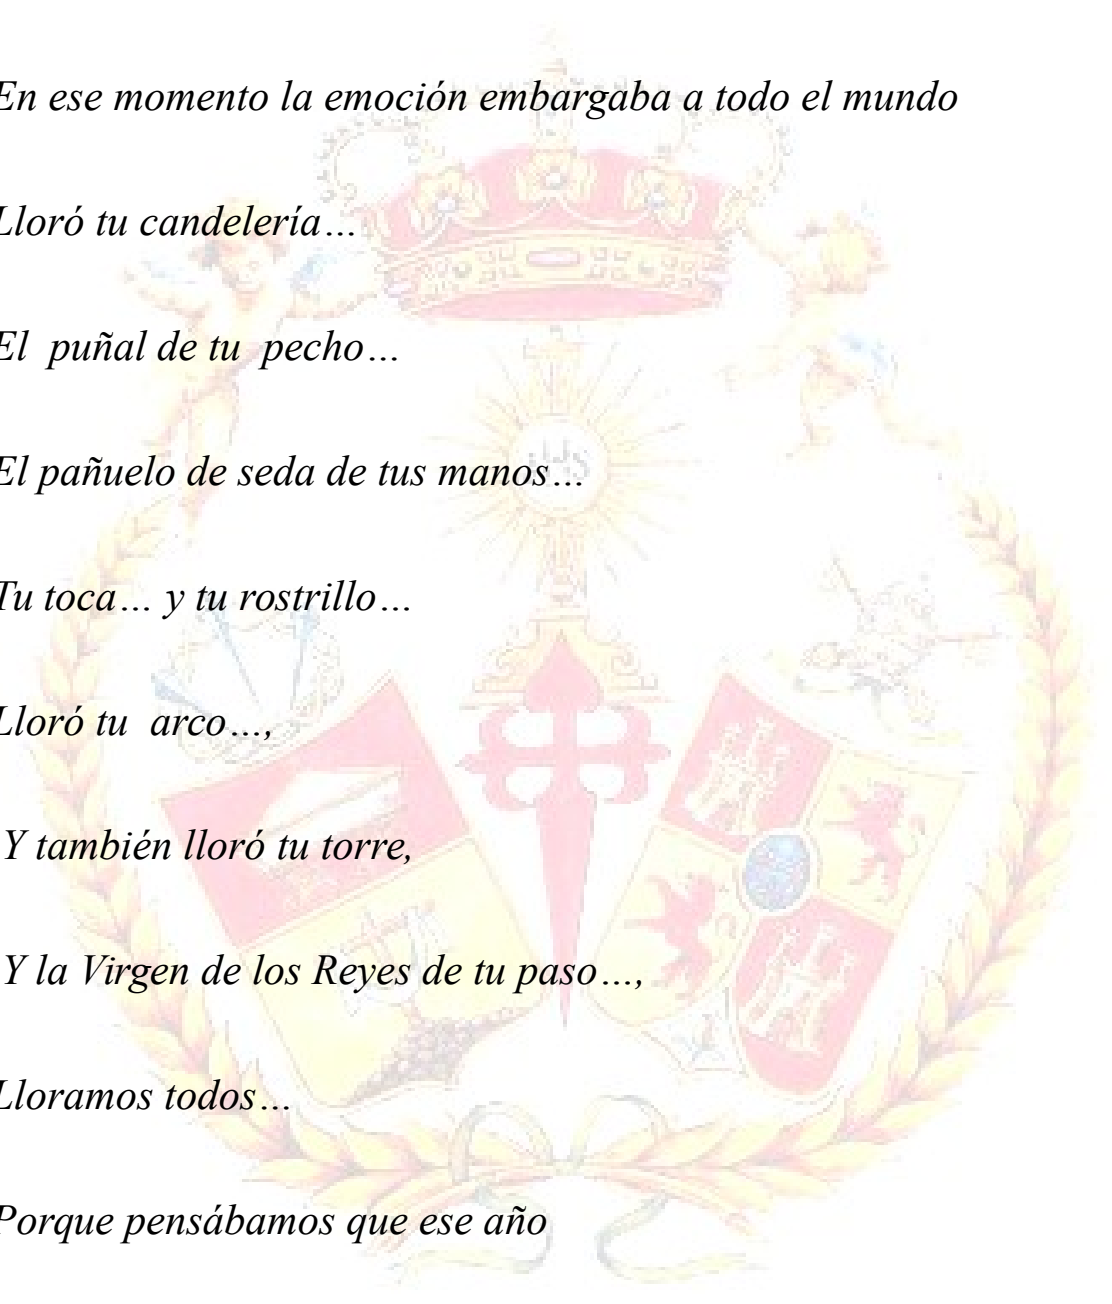 En ese momento la emoción embargaba a todo el mundo
Lloró tu candelería…
El puñal de tu pecho…
El pañuelo de seda de tus manos…
Tu toca… y tu rostrillo…
Lloró tu arco…,
Y también lloró tu torre,
Y la Virgen de los Reyes de tu paso…,
Lloramos todos…
Porque pensábamos que ese año